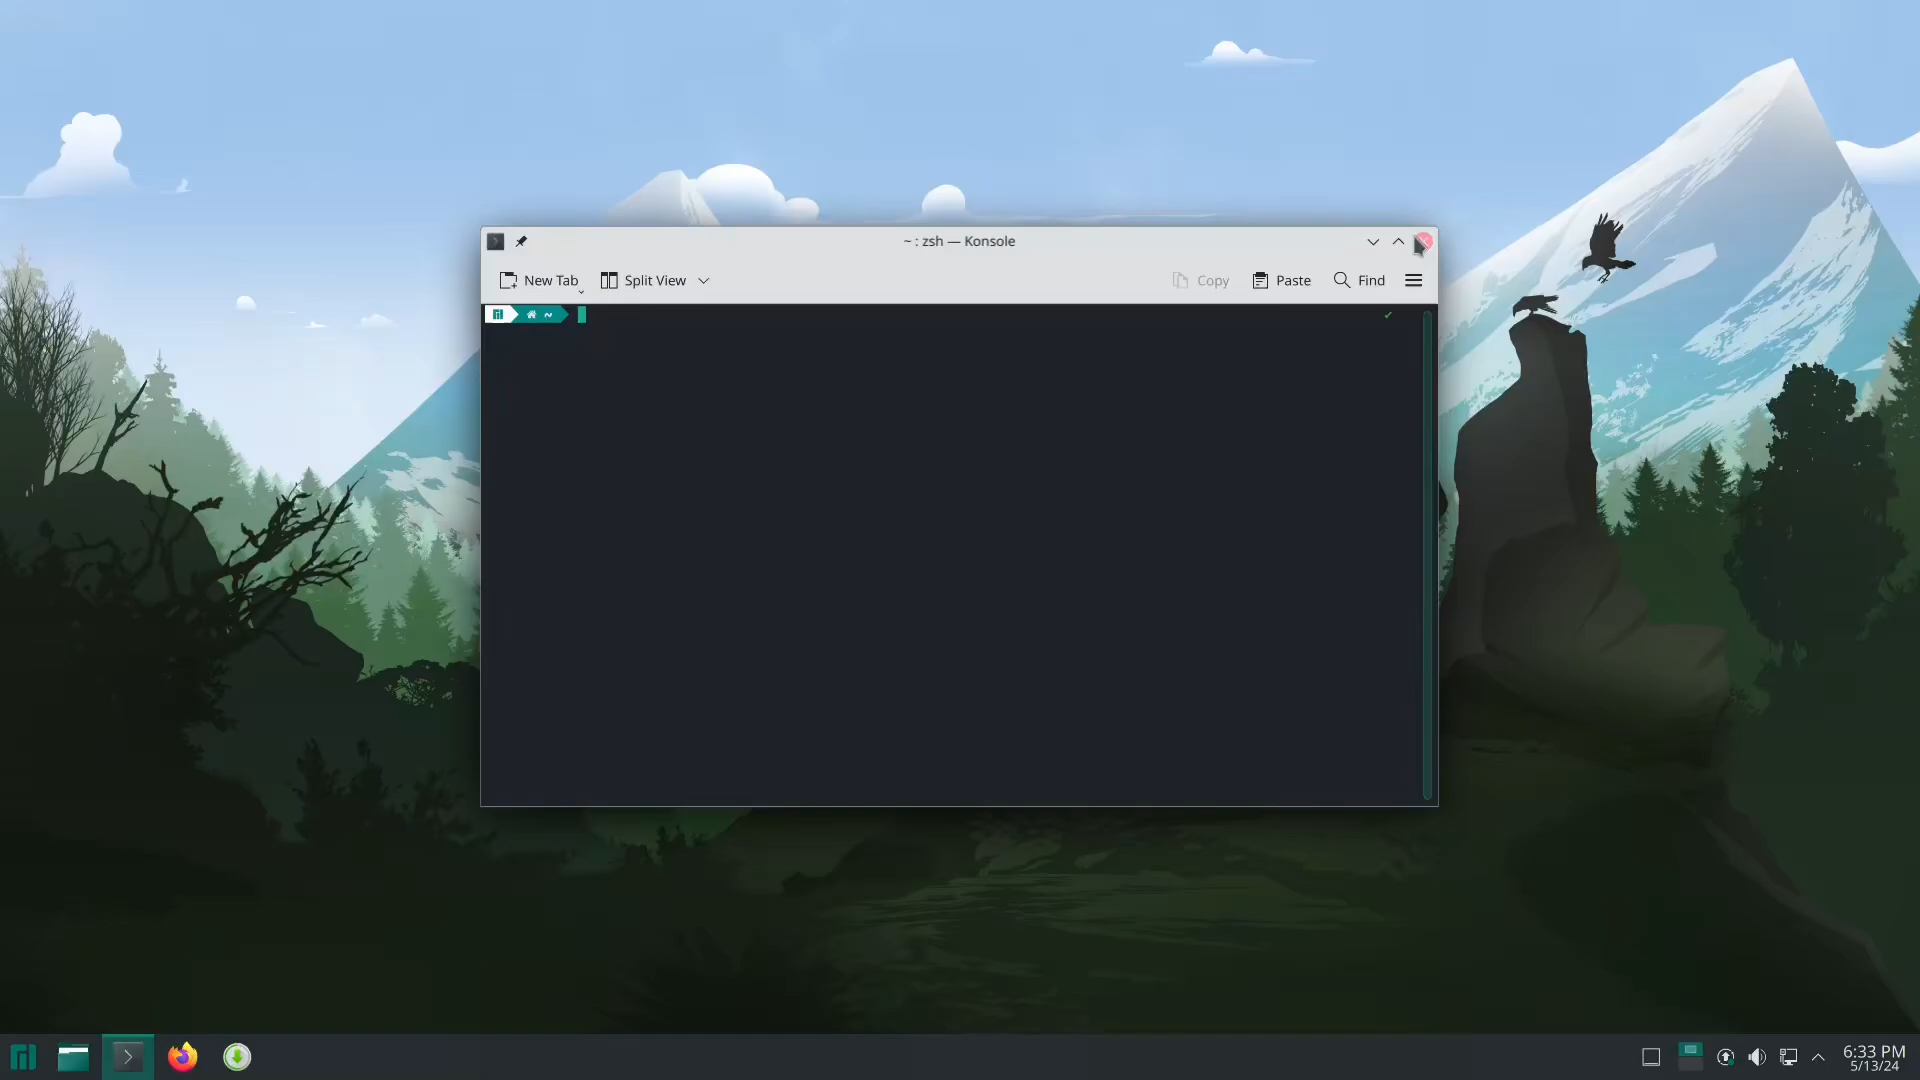 ~ : zsh — Konsole
New Tab Split View Copy Paste Find
~
6:33 PM
5/13/24